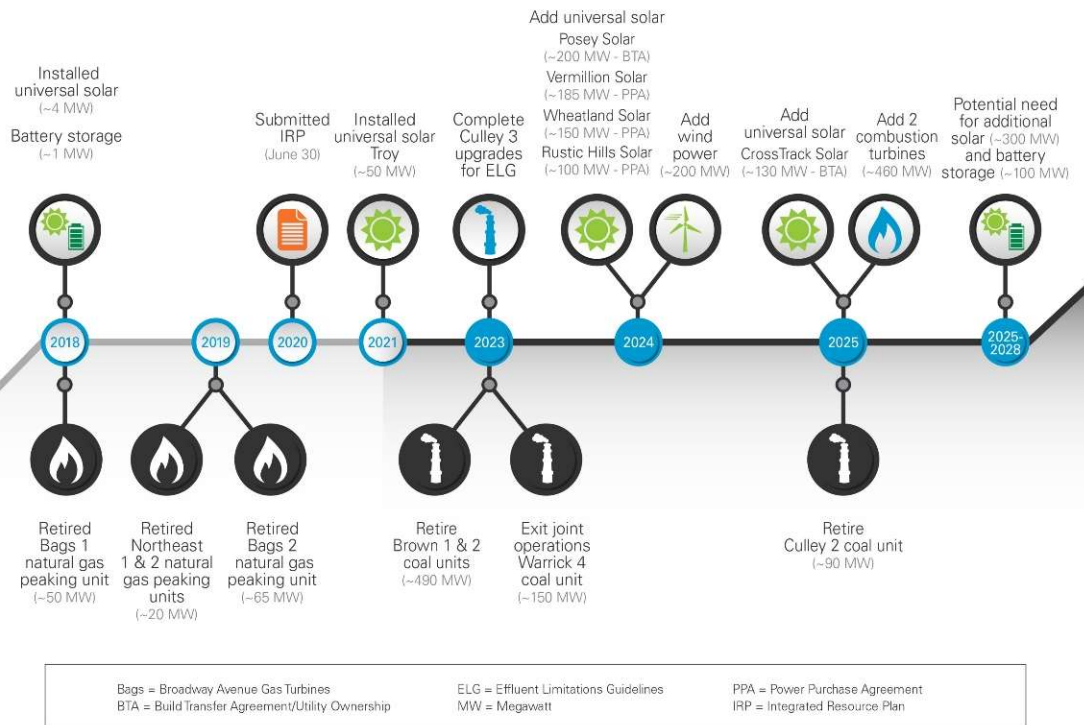 Installed
universal solar
(~4 MW)
Battery storage
(~1 MW)
Submitted
IRP
(June 30)
Installed
universal solar
Troy
(~50 MW)
Complete
Culley 3
upgrades
for ELG
Add universal solar
Posey Solar
(~200 MW - BTA)
Vermillion Solar
(~185 MW - PPA)
Wheatland Solar
(~150 MW - PPA)
Rustic Hills Solar
(~100 MW - PPA)
Add
wind
power
(~200 MW)
Add
universal solar
CrossTrack Solar
(~130 MW - BTA)
Add 2
combustion
turbines
(~460 MW)
Potential need
for additional
solar (~300 MW)
and battery
storage (~100 MW)
2018
2019
2020
2021
2023
2024
2025
2025-
2028
Retired
Bags 1
natural gas
peaking unit
(~50 MW)
Retired
Northeast
1 & 2 natural
gas peaking
units
(~20 MW)
Retired
Bags 2
natural gas
peaking unit
(~65 MW)
Retire
Brown 1 & 2
coal units
(~490 MW)
Exit joint
operations
Warrick 4
coal unit
(~150 MW)
Retire
Culley 2 coal unit
(~90 MW)
Bags = Broadway Avenue Gas Turbines
BTA = Build Transfer Agreement/Utility Ownership
ELG = Effluent Limitations Guidelines
MW = Megawatt
PPA = Power Purchase Agreement
IRP = Integrated Resource Plan